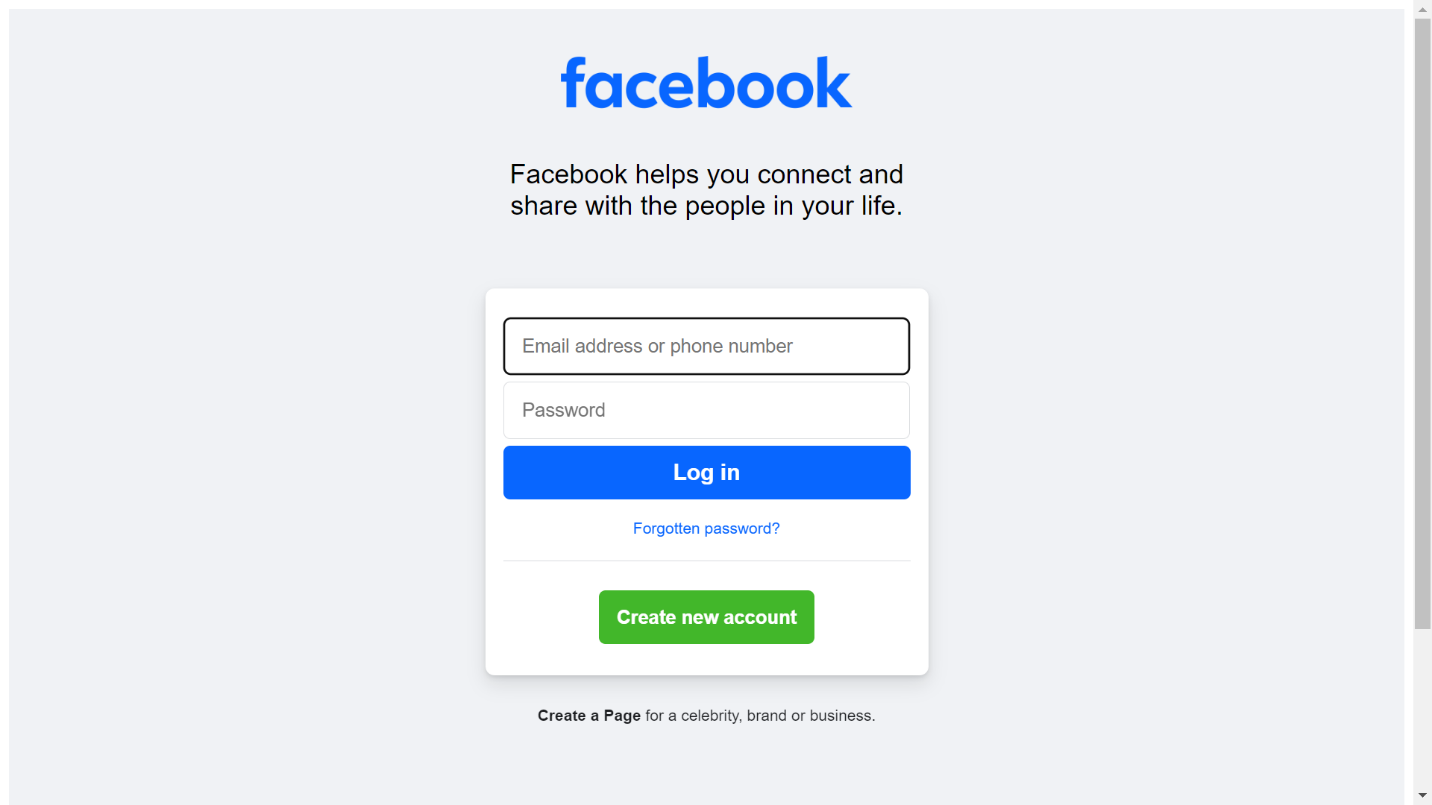 facebook
Facebook helps you connect and
share with the people in your life.
Email address or phone number
Password
Log in
Forgotten password?
Create new account
Create a Page for a celebrity, brand or business.